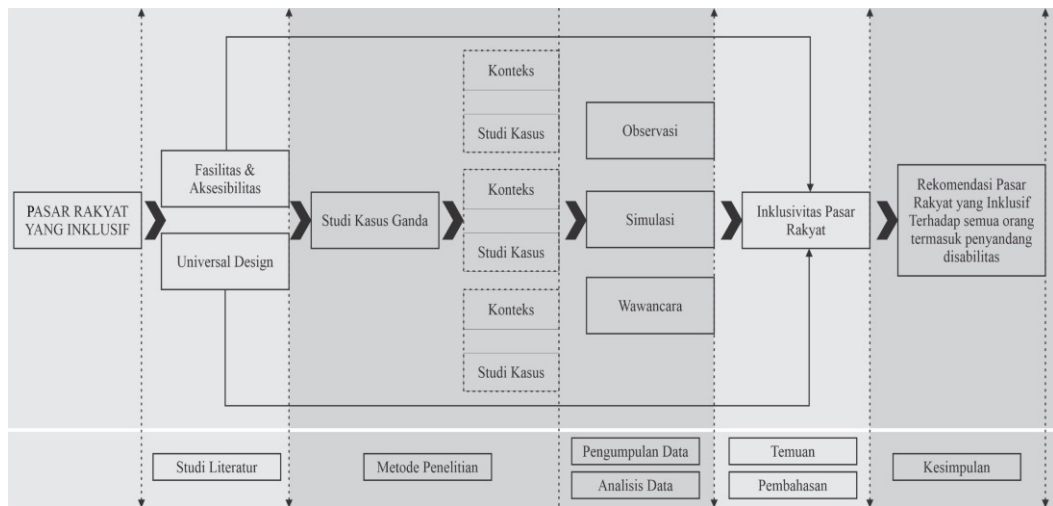 PASAR RAKYAT
YANG INKLUSIF
Fasilitas &
Aksesibilitas
Universal Design
Studi Kasus Ganda
Konteks
Studi Kasus
Konteks
Studi Kasus
Konteks
Studi Kasus
Observasi
Simulasi
Wawancara
Inklusivitas Pasar
Rakyat
Rekomendasi Pasar
Rakyat yang Inklusif
Terhadap semua orang
termasuk penyandang
disabilitas
Studi Literatur
Metode Penelitian
Pengumpulan Data
Analisis Data
Temuan
Pembahasan
Kesimpulan